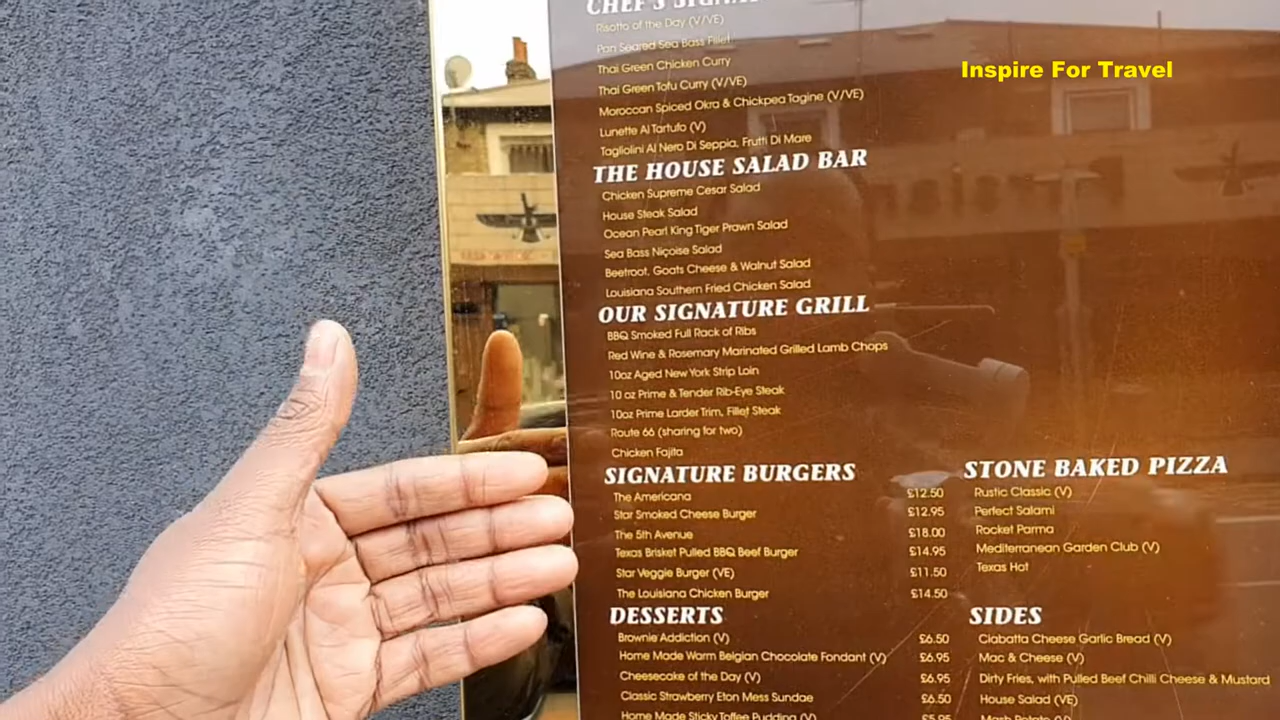 Inspire For Travel
CHEF'S
Risotto of the Day (V/VE)
Pan Seared Sea Bass Fillet
Thai Green Chicken Curry
Thai Green Tofu Curry (V/VE)
Moroccan Spiced Okra & Chickpea Tagine (V/VE)
Lunette Al Tartufo (V)
Tagliolini Al Nero Di Seppia, Frutti Di Mare
THE HOUSE SALAD BAR
Chicken Supreme Cesar Salad
House Steak Salad
Ocean Pearl King Tiger Prawn Salad
Sea Bass Niçoise Salad
Beetroot, Goats Cheese & Walnut Salad
Louisiana Southern Fried Chicken Salad
OUR SIGNATURE GRILL
BBQ Smoked Full Rack of Ribs
Red Wine & Rosemary Marinated Grilled Lamb Chops
10oz Aged New York Strip Loin
10 oz Prime & Tender Rib-Eye Steak
10oz Prime Larder Trim, Fillet Steak
Route 66 (sharing for two)
Chicken Fajita
SIGNATURE BURGERS
The Americana £12.50
Star Smoked Cheese Burger £12.95
The 5th Avenue £18.00
Texas Brisket Pulled BBQ Beef Burger £14.95
Star Veggie Burger (VE) £11.50
The Louisiana Chicken Burger £14.50
STONE BAKED PIZZA
Rustic Classic (V)
Perfect Salami
Rocket Parma
Mediterranean Garden Club (V)
Texas Hot
DESSERTS
Brownie Addiction (V) £6.50
Home Made Warm Belgian Chocolate Fondant (V) £6.95
Cheesecake of the Day (V) £6.95
Classic Strawberry Eton Mess Sundae £6.50
Home Made Sticky Toffee Pudding (V) £5.95
SIDES
Ciabatta Cheese Garlic Bread (V)
Mac & Cheese (V)
Dirty Fries, with Pulled Beef Chilli Cheese & Mustard
House Salad (VE)
Mash Potato (V)